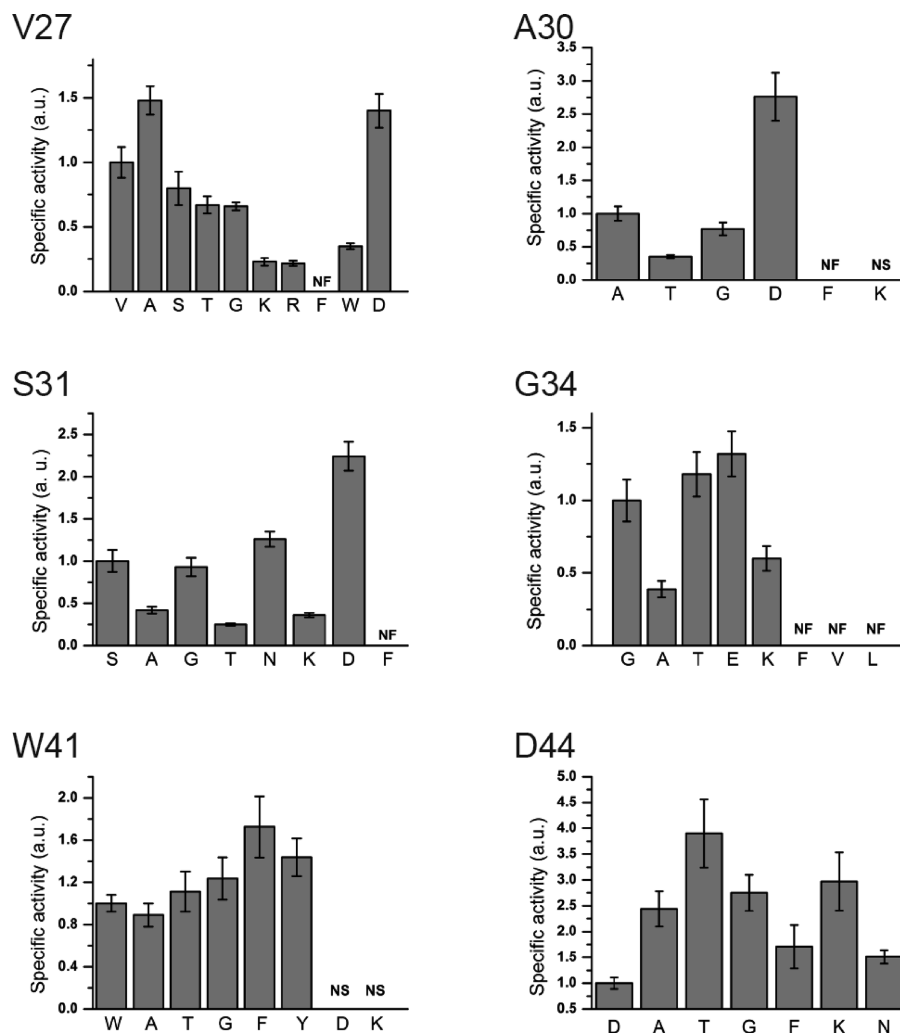 V27
Specific activity (a.u.)
1.5
1.0
0.5
0.0
NF
V A S T G K R F W D
A30
Specific activity (a.u.)
3.5
3.0
2.5
2.0
1.5
1.0
0.5
0.0
NF NS
A T G D F K
S31
Specific activity (a. u.)
2.5
2.0
1.5
1.0
0.5
0.0
NF
S A G T N K D F
G34
Specific activity (a.u.)
1.5
1.0
0.5
0.0
NF NF NF
G A T E K F V L
W41
Specific activity (a.u.)
2.0
1.6
1.2
0.8
0.4
0.0
NS NS
W A T G F Y D K
D44
Specific activity (a.u.)
5.0
4.5
4.0
3.5
3.0
2.5
2.0
1.5
1.0
0.5
D A T G F K N